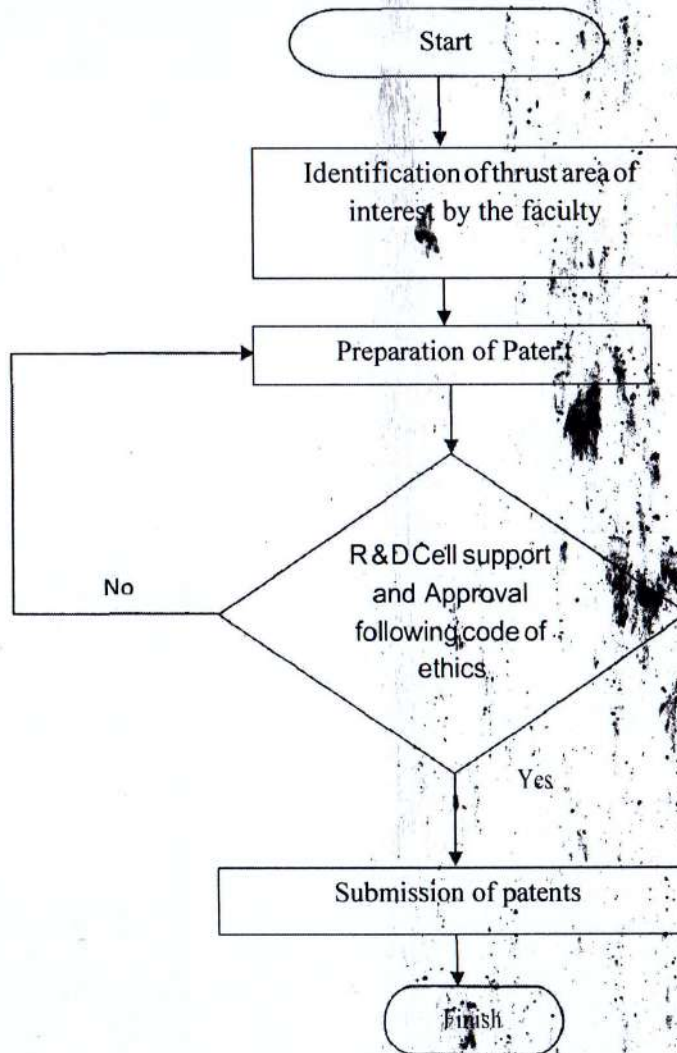 Start
Identification of thrust area of
interest by the faculty
Preparation of Patent
R&D Cell support
and Approval
following code of
ethics
No
Yes
Submission of patents
Finish